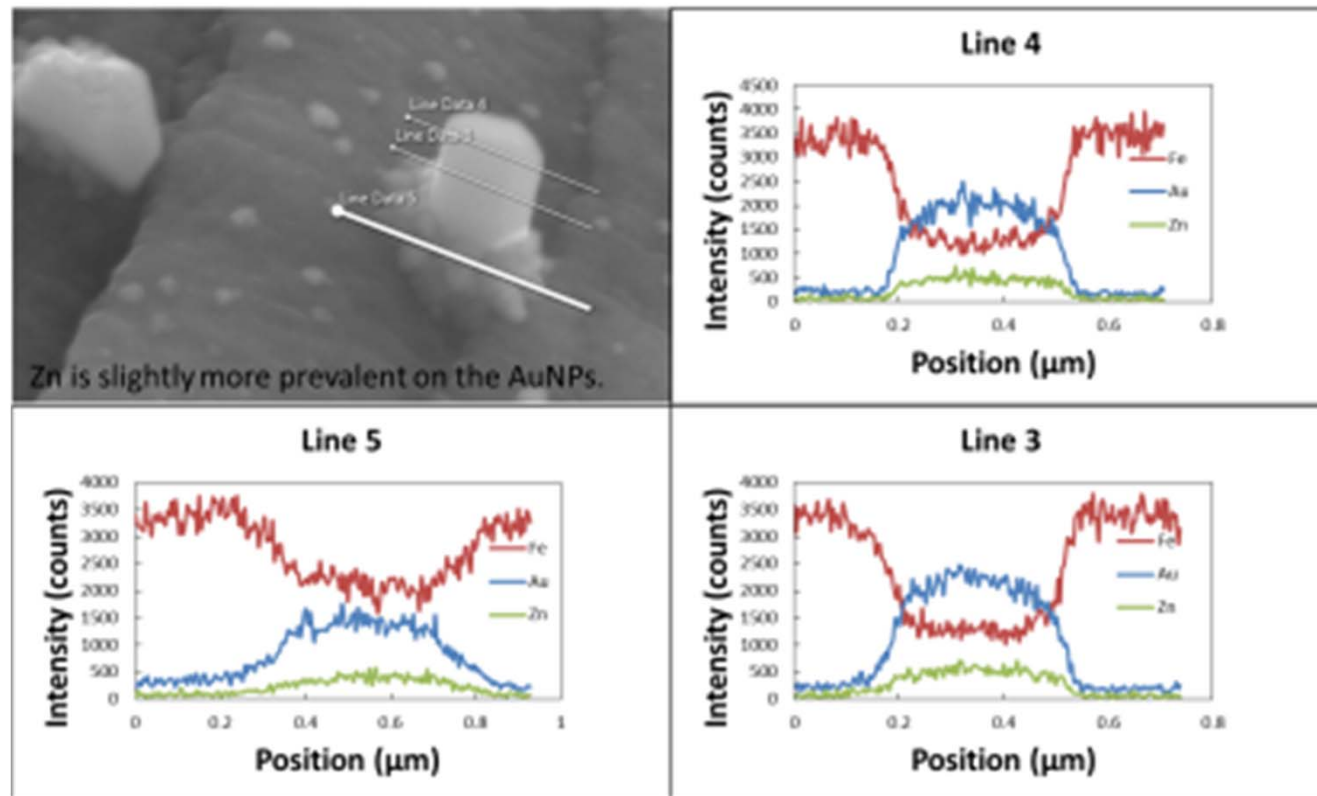 Line Data 4
Line Data 3
Line Data 5
Zn is slightly more prevalent on the AuNPs.
Line 4
Intensity (counts)
4500
4000
3500
3000
2500
2000
1500
1000
500
0
Fe
Au
Zn
0 0.2 0.4 0.6 0.8
Position (µm)
Line 5
Intensity (counts)
4000
3500
3000
2500
2000
1500
1000
500
0
Fe
Au
Zn
0 0.2 0.4 0.6 0.8 1
Position (µm)
Line 3
Intensity (counts)
4000
3500
3000
2500
2000
1500
1000
500
0
Fe
Au
Zn
0 0.2 0.4 0.6 0.8
Position (µm)